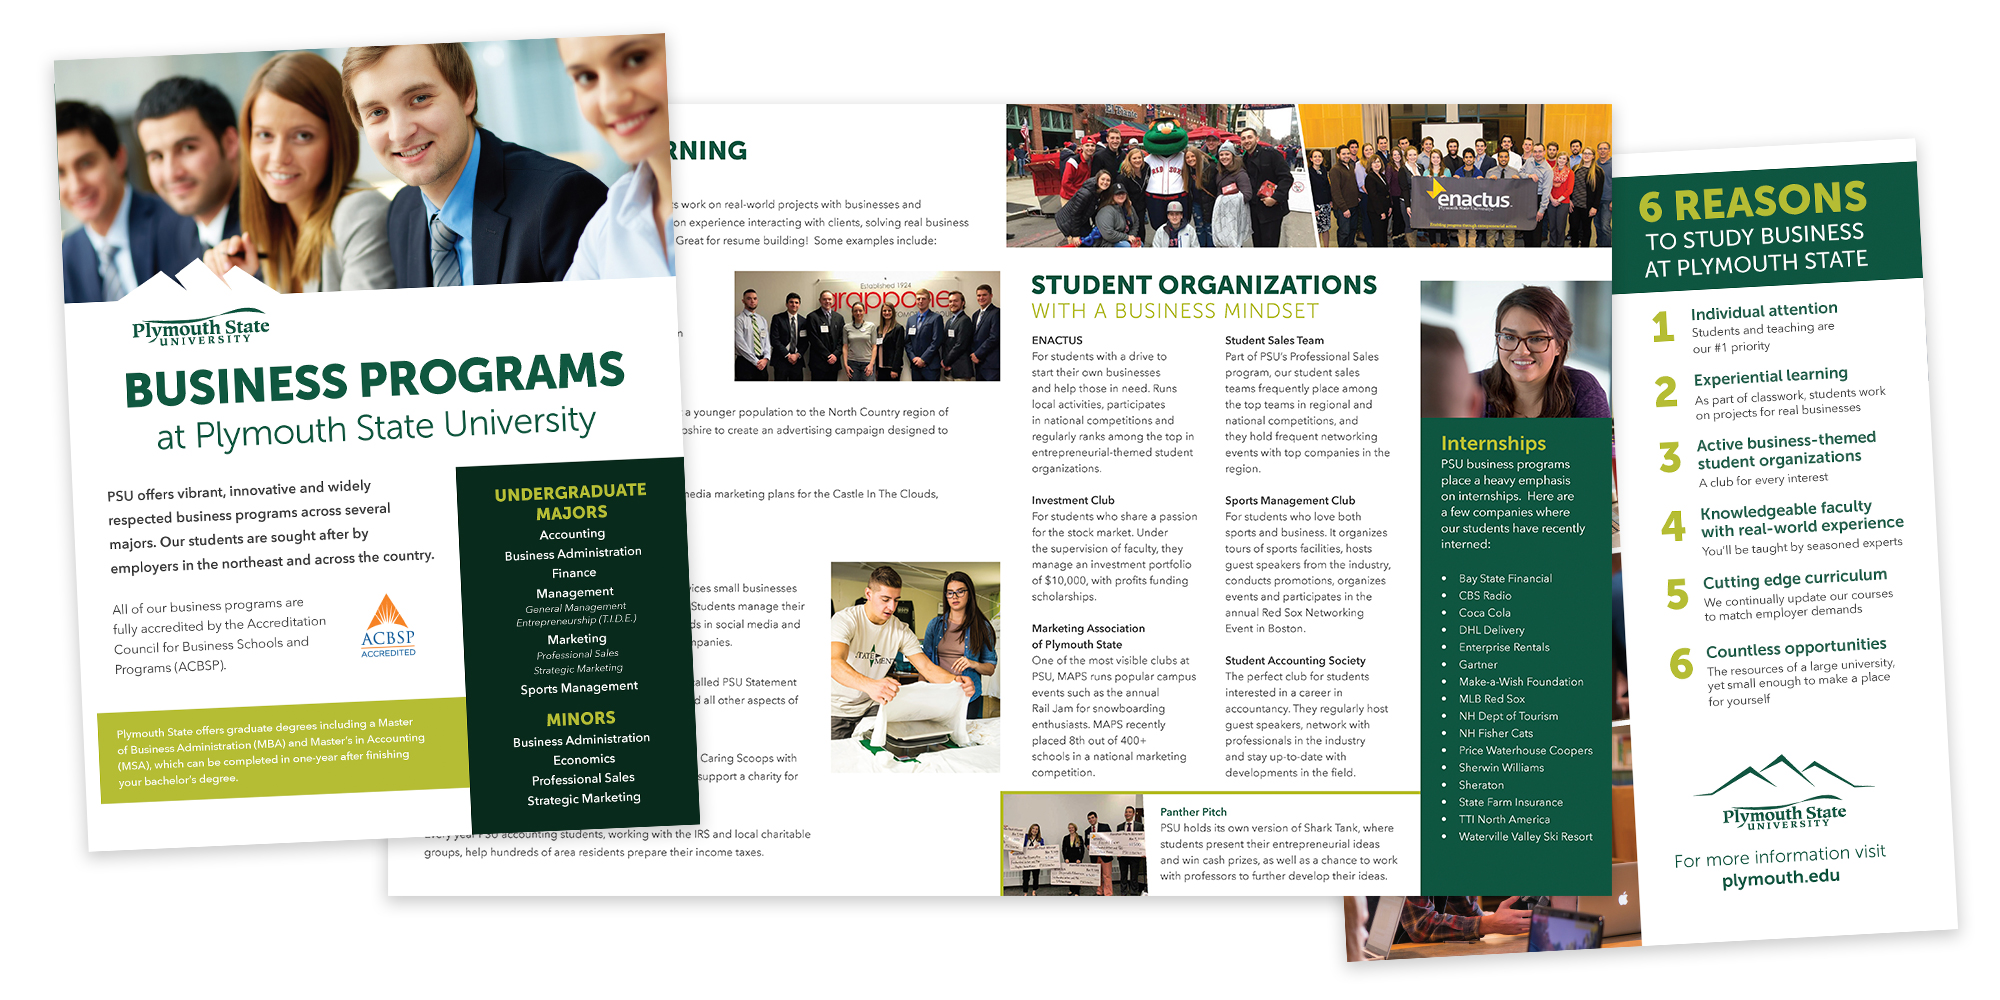 Plymouth State
UNIVERSITY
BUSINESS PROGRAMS
at Plymouth State University
PSU offers vibrant, innovative and widely
respected business programs across several
majors. Our students are sought after by
employers in the northeast and across the country.
All of our business programs are
fully accredited by the Accreditation
Council for Business Schools and
Programs (ACBSP).
ACBSP
ACCREDITED
Plymouth State offers graduate degrees including a Master
of Business Administration (MBA) and Master's in Accounting
(MSA), which can be completed in one-year after finishing
your bachelor's degree.
UNDERGRADUATE
MAJORS
Accounting
Business Administration
Finance
Management
General Management
Entrepreneurship (T.I.D.E.)
Marketing
Professional Sales
Strategic Marketing
Sports Management
MINORS
Business Administration
Economics
Professional Sales
Strategic Marketing
RNING
s work on real-world projects with businesses and
on experience interacting with clients, solving real business
Great for resume building! Some examples include:
Established 1924
grappone
n
a younger population to the North Country region of
pshire to create an advertising campaign designed to
nedia marketing plans for the Castle In The Clouds,
vices small businesses
Students manage their
ds in social media and
mpanies.
alled PSU Statement
d all other aspects of
STATE
MENT
Caring Scoops with
support a charity for
Every year PSU accounting students, working with the IRS and local charitable
groups, help hundreds of area residents prepare their income taxes.
RED SOX
enactus
Plymouth State University
STUDENT ORGANIZATIONS
WITH A BUSINESS MINDSET
ENACTUS
For students with a drive to
start their own businesses
and help those in need. Runs
local activities, participates
in national competitions and
regularly ranks among the top in
entrepreneurial-themed student
organizations.
Investment Club
For students who share a passion
for the stock market. Under
the supervision of faculty, they
manage an investment portfolio
of $10,000, with profits funding
scholarships.
Marketing Association
of Plymouth State
One of the most visible clubs at
PSU, MAPS runs popular campus
events such as the annual
Rail Jam for snowboarding
enthusiasts. MAPS recently
placed 8th out of 400+
schools in a national marketing
competition.
Student Sales Team
Part of PSU's Professional Sales
program, our student sales
teams frequently place among
the top teams in regional and
national competitions, and
they hold frequent networking
events with top companies in the
region.
Sports Management Club
For students who love both
sports and business. It organizes
tours of sports facilities, hosts
guest speakers from the industry,
conducts promotions, organizes
events and participates in the
annual Red Sox Networking
Event in Boston.
Student Accounting Society
The perfect club for students
interested in a career in
accountancy. They regularly host
guest speakers, network with
professionals in the industry
and stay up-to-date with
developments in the field.
Panther Pitch
PSU holds its own version of Shark Tank, where
students present their entrepreneurial ideas
and win cash prizes, as well as a chance to work
with professors to further develop their ideas.
Internships
PSU business programs
place a heavy emphasis
on internships. Here are
a few companies where
our students have recently
interned:
• Bay State Financial
• CBS Radio
• Coca Cola
• DHL Delivery
• Enterprise Rentals
• Gartner
• Make-a-Wish Foundation
• MLB Red Sox
• NH Dept of Tourism
• NH Fisher Cats
• Price Waterhouse Coopers
• Sherwin Williams
• Sheraton
• State Farm Insurance
• TTI North America
• Waterville Valley Ski Resort
6 REASONS
TO STUDY BUSINESS
AT PLYMOUTH STATE
1 Individual attention
Students and teaching are
our #1 priority
2 Experiential learning
As part of classwork, students work
on projects for real businesses
3 Active business-themed
student organizations
A club for every interest
4 Knowledgeable faculty
with real-world experience
You'll be taught by seasoned experts
5 Cutting edge curriculum
We continually update our courses
to match employer demands
6 Countless opportunities
The resources of a large university,
yet small enough to make a place
for yourself
Plymouth State
UNIVERSITY
For more information visit
plymouth.edu